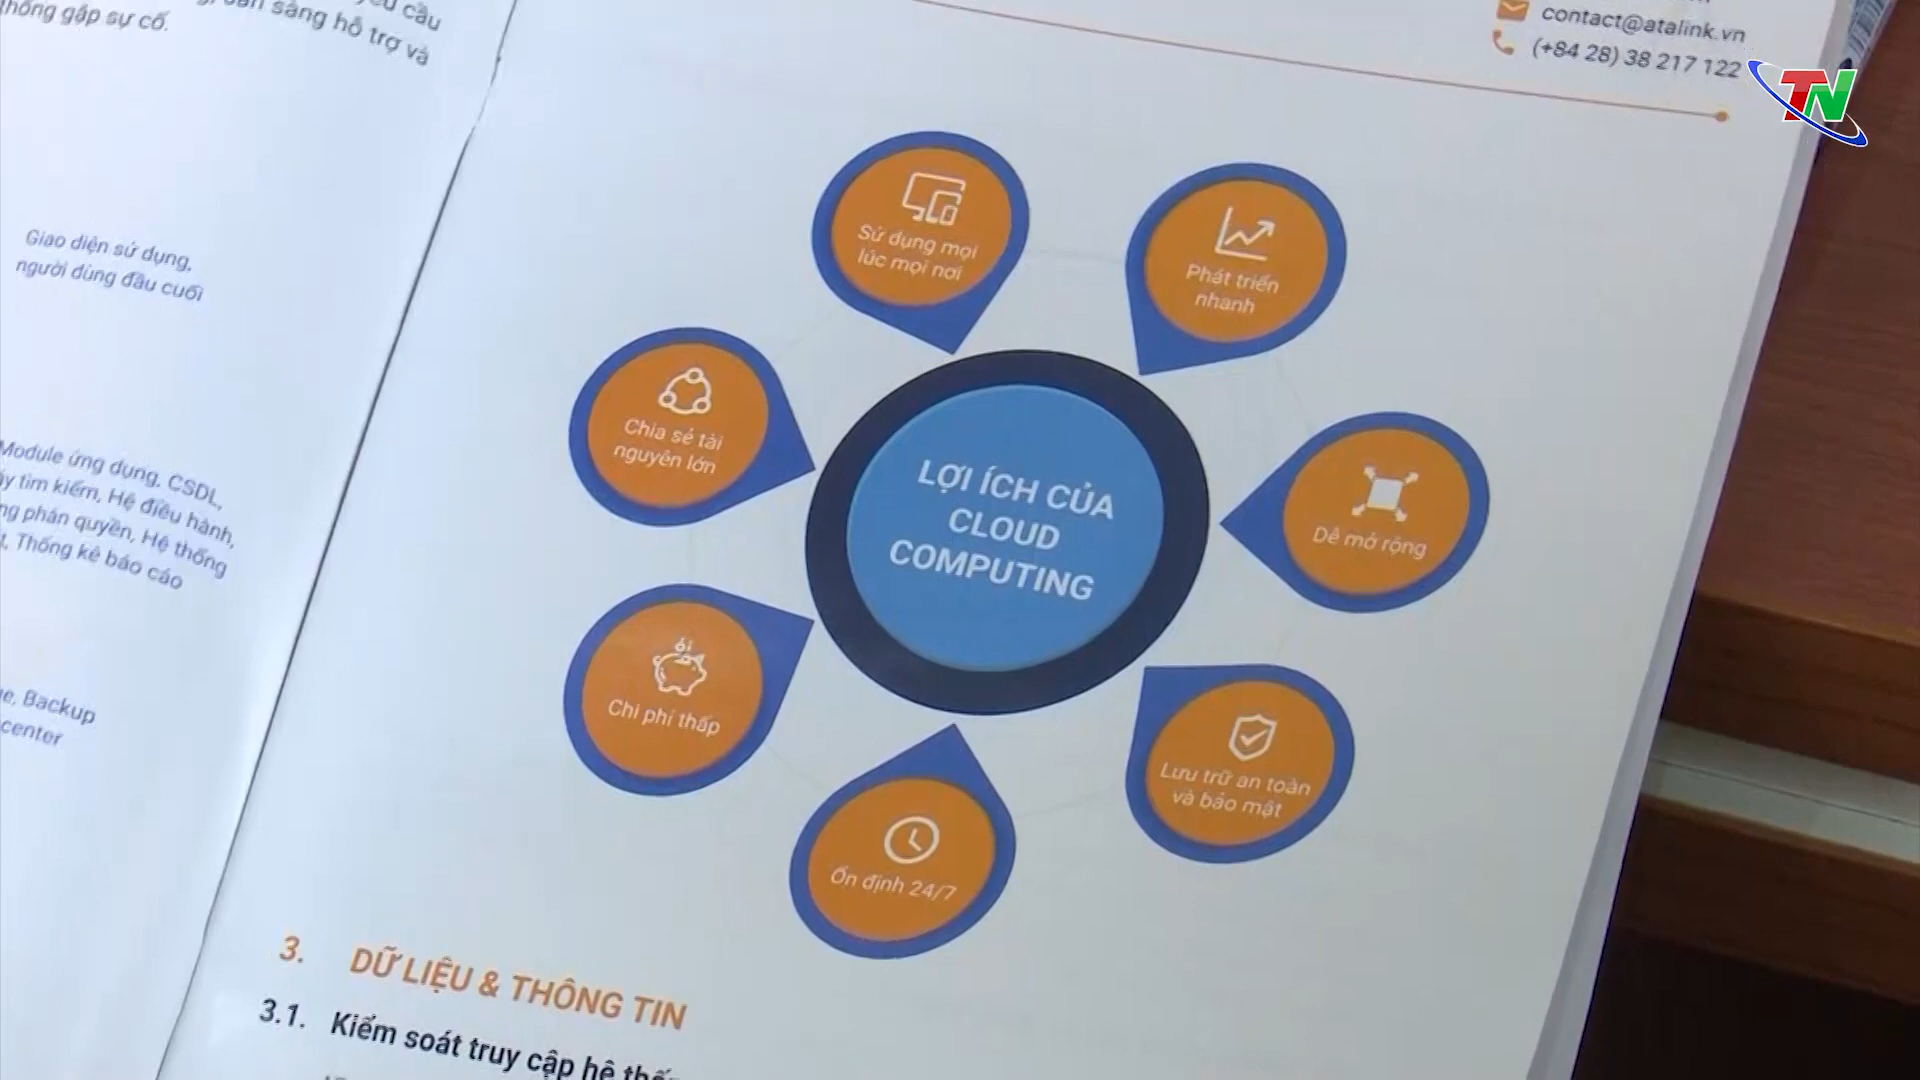 yêu cầu
sàng hỗ trợ và
thống gặp sự cố.
Giao diện sử dụng,
người dùng đầu cuối
Module ứng dụng, CSDL,
tìm kiếm, Hệ điều hành,
phân quyền, Hệ thống
Thống kê báo cáo
Backup
center
contact@atalink.vn
(+84 28) 38 217 122
TN
Sử dụng mọi
lúc mọi nơi
Phát triển
nhanh
Chia sẻ tài
nguyên lớn
LỢI ÍCH CỦA
CLOUD
COMPUTING
Dễ mở rộng
Chi phí thấp
Lưu trữ an toàn
và bảo mật
Ổn định 24/7
3. DỮ LIỆU & THÔNG TIN
3.1. Kiểm soát truy cập hệ